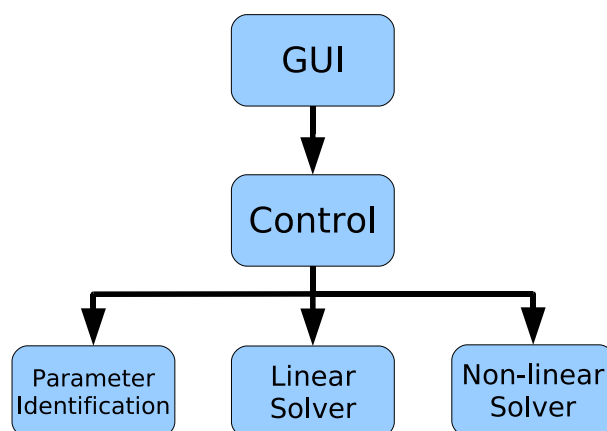 GUI
Control
Parameter
Identification
Linear
Solver
Non-linear
Solver